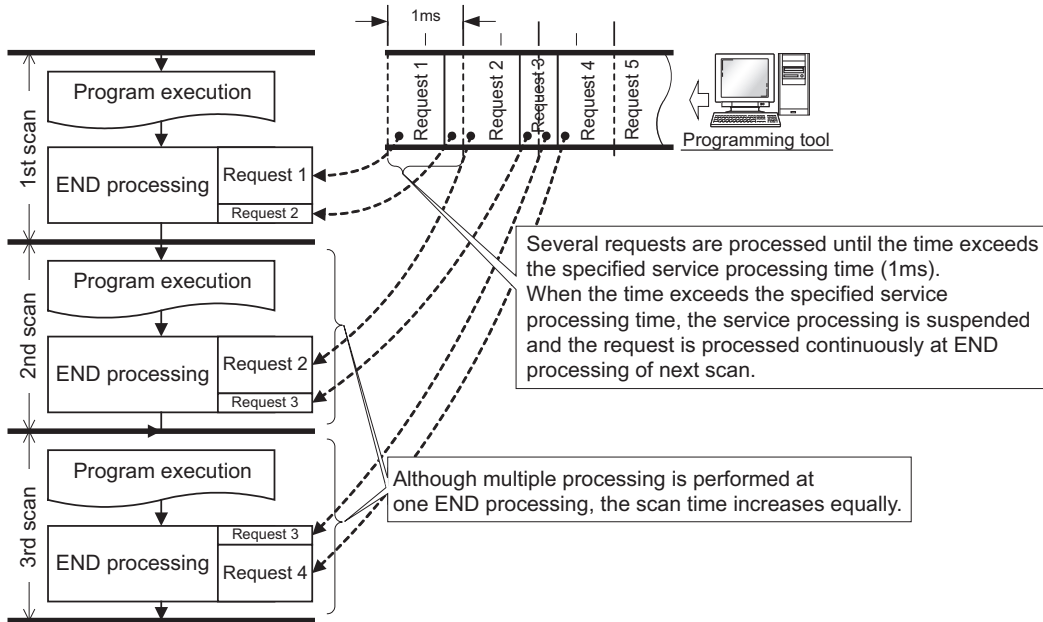 1ms
Request 1
Request 2
Request 3
Request 4
Request 5
Programming tool
1st scan
Program execution
END processing
Request 1
Request 2
2nd scan
Program execution
END processing
Request 2
Request 3
3rd scan
Program execution
END processing
Request 3
Request 4
Several requests are processed until the time exceeds
the specified service processing time (1ms).
When the time exceeds the specified service
processing time, the service processing is suspended
and the request is processed continuously at END
processing of next scan.
Although multiple processing is performed at
one END processing, the scan time increases equally.